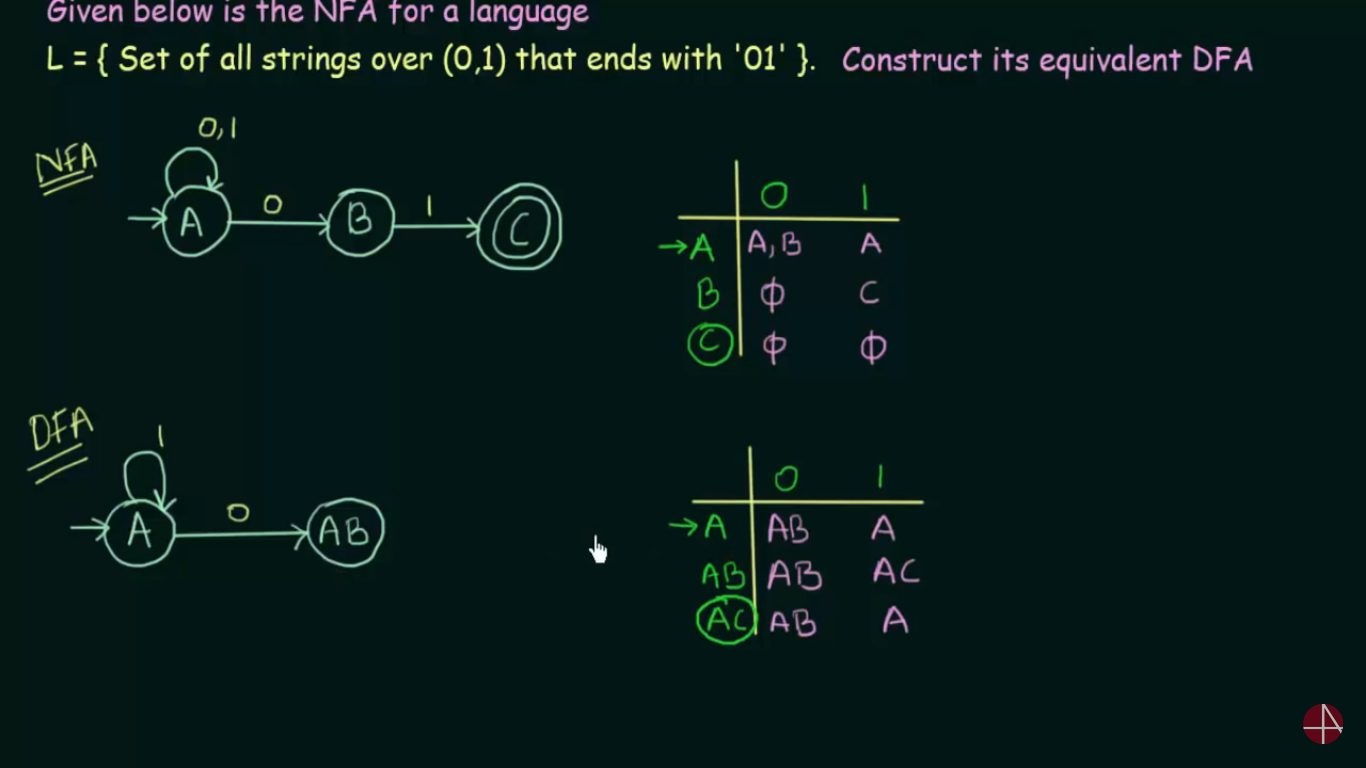 Given below is the NFA for a language
L = { Set of all strings over (0,1) that ends with '01' }. Construct its equivalent DFA
NFA
0,1
A
0
B
1
C
0 1
→A A,B A
B ϕ C
C ϕ ϕ
DFA
1
A
0
AB
0 1
→A AB A
AB AB AC
AC AB A